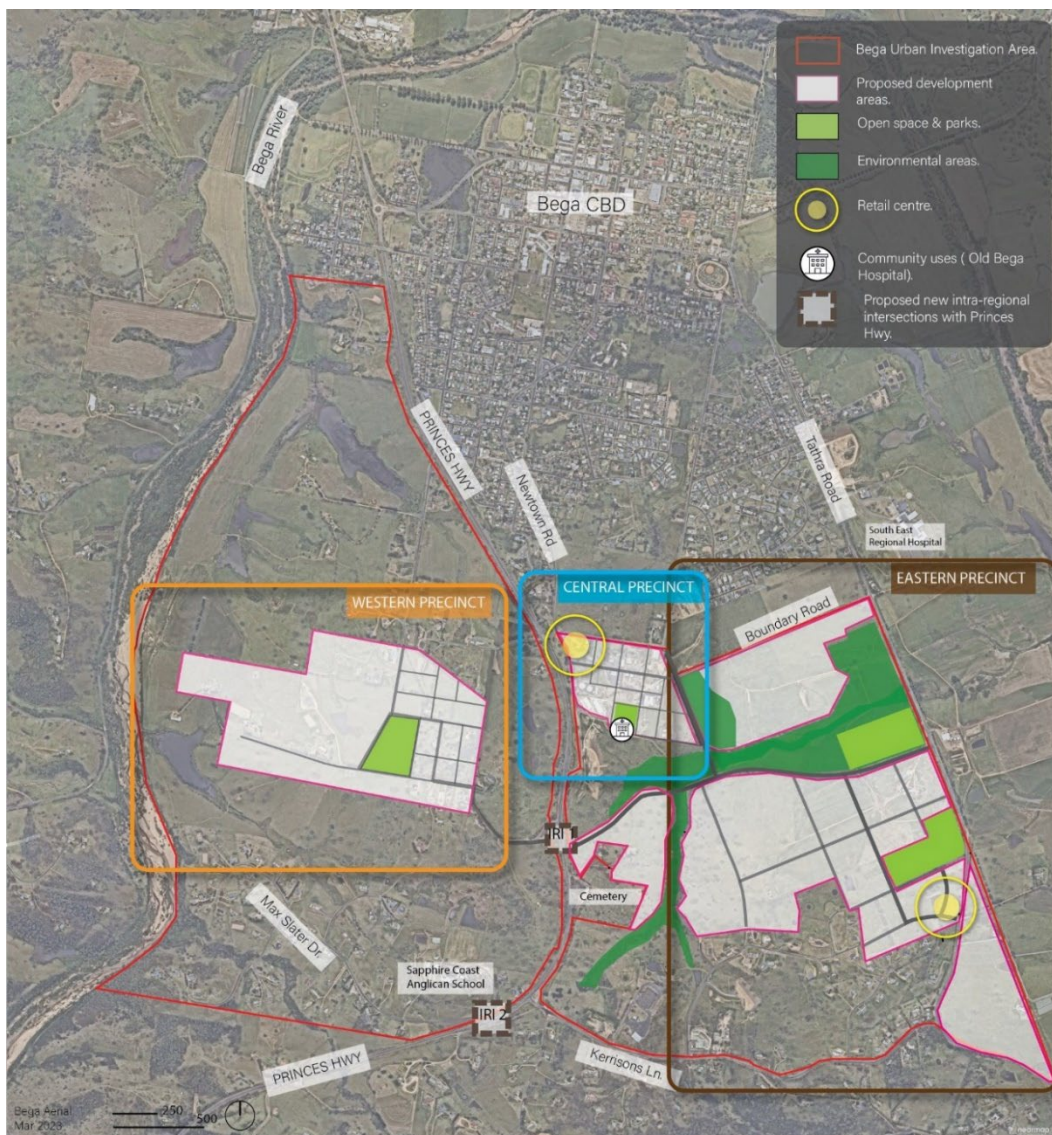 Bega Urban Investigation Area.
Proposed development
areas.
Open space & parks.
Environmental areas.
Retail centre.
Community uses ( Old Bega
Hospital).
Proposed new intra-regional
intersections with Princes
Hwy.
Bega River
Bega CBD
PRINCES HWY
Newtown Rd
Tathra Road
South East
Regional Hospital
WESTERN PRECINCT
CENTRAL PRECINCT
EASTERN PRECINCT
Boundary Road
IRI 1
Cemetery
Max Slater Dr.
Sapphire Coast
Anglican School
IRI 2
PRINCES HWY
Kerrisons Ln.
Bega Aerial
Mar 2023
250
500
nearmap